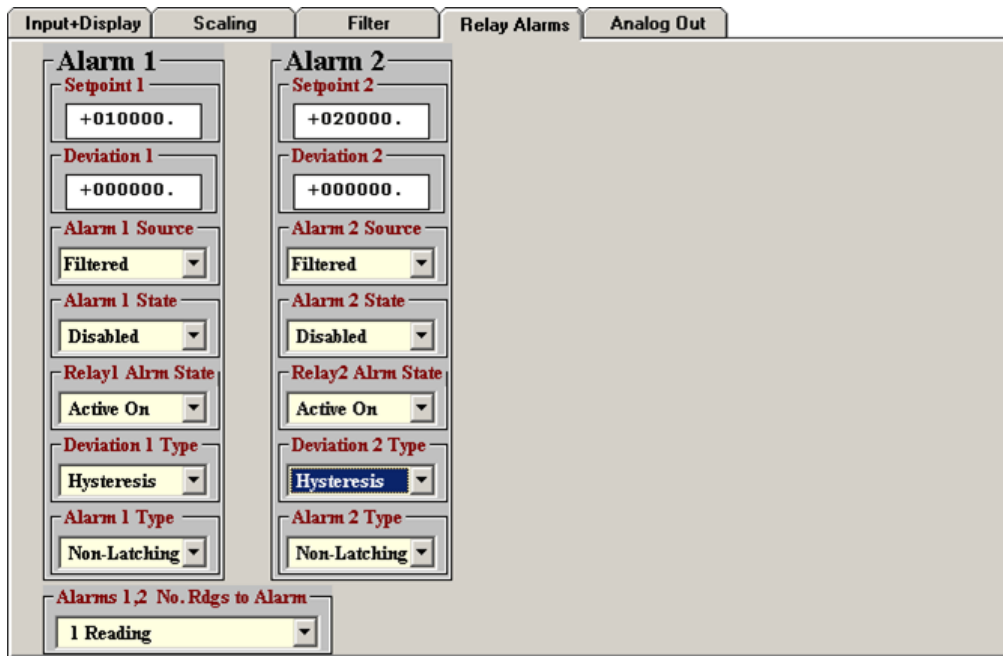 Input+Display Scaling Filter Relay Alarms Analog Out
Alarm 1
Setpoint 1
+010000.
Deviation 1
+000000.
Alarm 1 Source
Filtered
Alarm 1 State
Disabled
Relay1 Alrm State
Active On
Deviation 1 Type
Hysteresis
Alarm 1 Type
Non-Latching
Alarm 2
Setpoint 2
+020000.
Deviation 2
+000000.
Alarm 2 Source
Filtered
Alarm 2 State
Disabled
Relay2 Alrm State
Active On
Deviation 2 Type
Hysteresis
Alarm 2 Type
Non-Latching
Alarms 1,2 No. Rdgs to Alarm
1 Reading